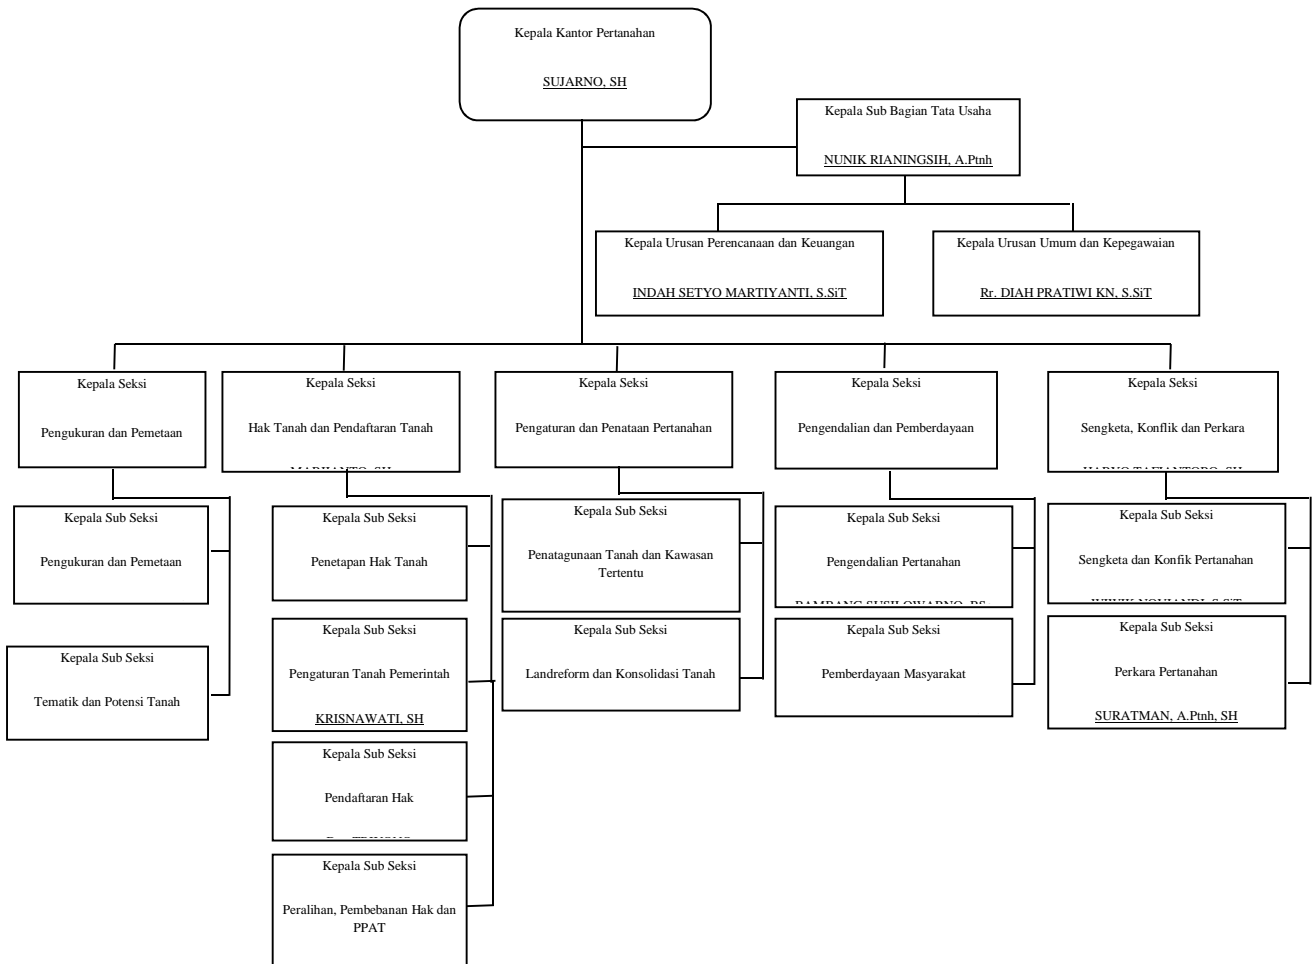 Kepala Kantor Pertanahan
SUJARNO, SH
Kepala Sub Bagian Tata Usaha
NUNIK RIANINGSIH, A.Ptnh
Kepala Urusan Perencanaan dan Keuangan
INDAH SETYO MARTIYANTI, S.SiT
Kepala Urusan Umum dan Kepegawaian
Rr. DIAH PRATIWI KN, S.SiT
Kepala Seksi
Pengukuran dan Pemetaan
Kepala Seksi
Hak Tanah dan Pendaftaran Tanah
Kepala Seksi
Pengaturan dan Penataan Pertanahan
Kepala Seksi
Pengendalian dan Pemberdayaan
Kepala Seksi
Sengketa, Konflik dan Perkara
Kepala Sub Seksi
Pengukuran dan Pemetaan
Kepala Sub Seksi
Tematik dan Potensi Tanah
Kepala Sub Seksi
Penetapan Hak Tanah
Kepala Sub Seksi
Pengaturan Tanah Pemerintah
KRISNAWATI, SH
Kepala Sub Seksi
Pendaftaran Hak
Kepala Sub Seksi
Peralihan, Pembebanan Hak dan
PPAT
Kepala Sub Seksi
Penatagunaan Tanah dan Kawasan
Tertentu
Kepala Sub Seksi
Landreform dan Konsolidasi Tanah
Kepala Sub Seksi
Pengendalian Pertanahan
Kepala Sub Seksi
Pemberdayaan Masyarakat
Kepala Sub Seksi
Sengketa dan Konfik Pertanahan
Kepala Sub Seksi
Perkara Pertanahan
SURATMAN, A.Ptnh, SH